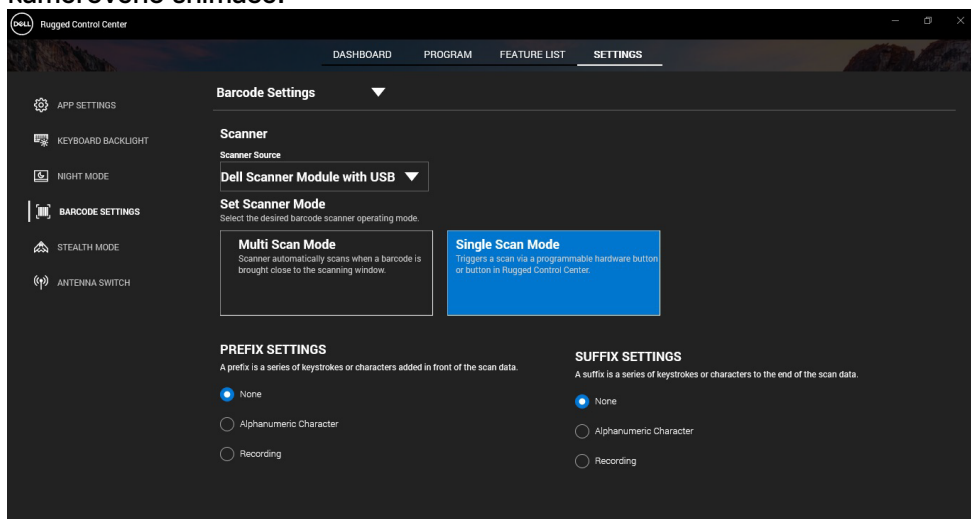 DELL Rugged Control Center
DASHBOARD PROGRAM FEATURE LIST SETTINGS
APP SETTINGS
KEYBOARD BACKLIGHT
NIGHT MODE
BARCODE SETTINGS
STEALTH MODE
ANTENNA SWITCH
Barcode Settings
Scanner
Scanner Source
Dell Scanner Module with USB
Set Scanner Mode
Select the desired barcode scanner operating mode.
Multi Scan Mode
Scanner automatically scans when a barcode is
brought close to the scanning window.
Single Scan Mode
Triggers a scan via a programmable hardware button
or button in Rugged Control Center.
PREFIX SETTINGS
A prefix is a series of keystrokes or characters added in front of the scan data.
None
Alphanumeric Character
Recording
SUFFIX SETTINGS
A suffix is a series of keystrokes or characters to the end of the scan data.
None
Alphanumeric Character
Recording